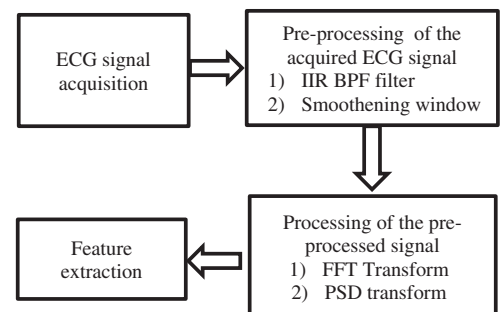 ECG signal
acquisition
Pre-processing of the
acquired ECG signal
1) IIR BPF filter
2) Smoothening window
Processing of the pre-
processed signal
1) FFT Transform
2) PSD transform
Feature
extraction